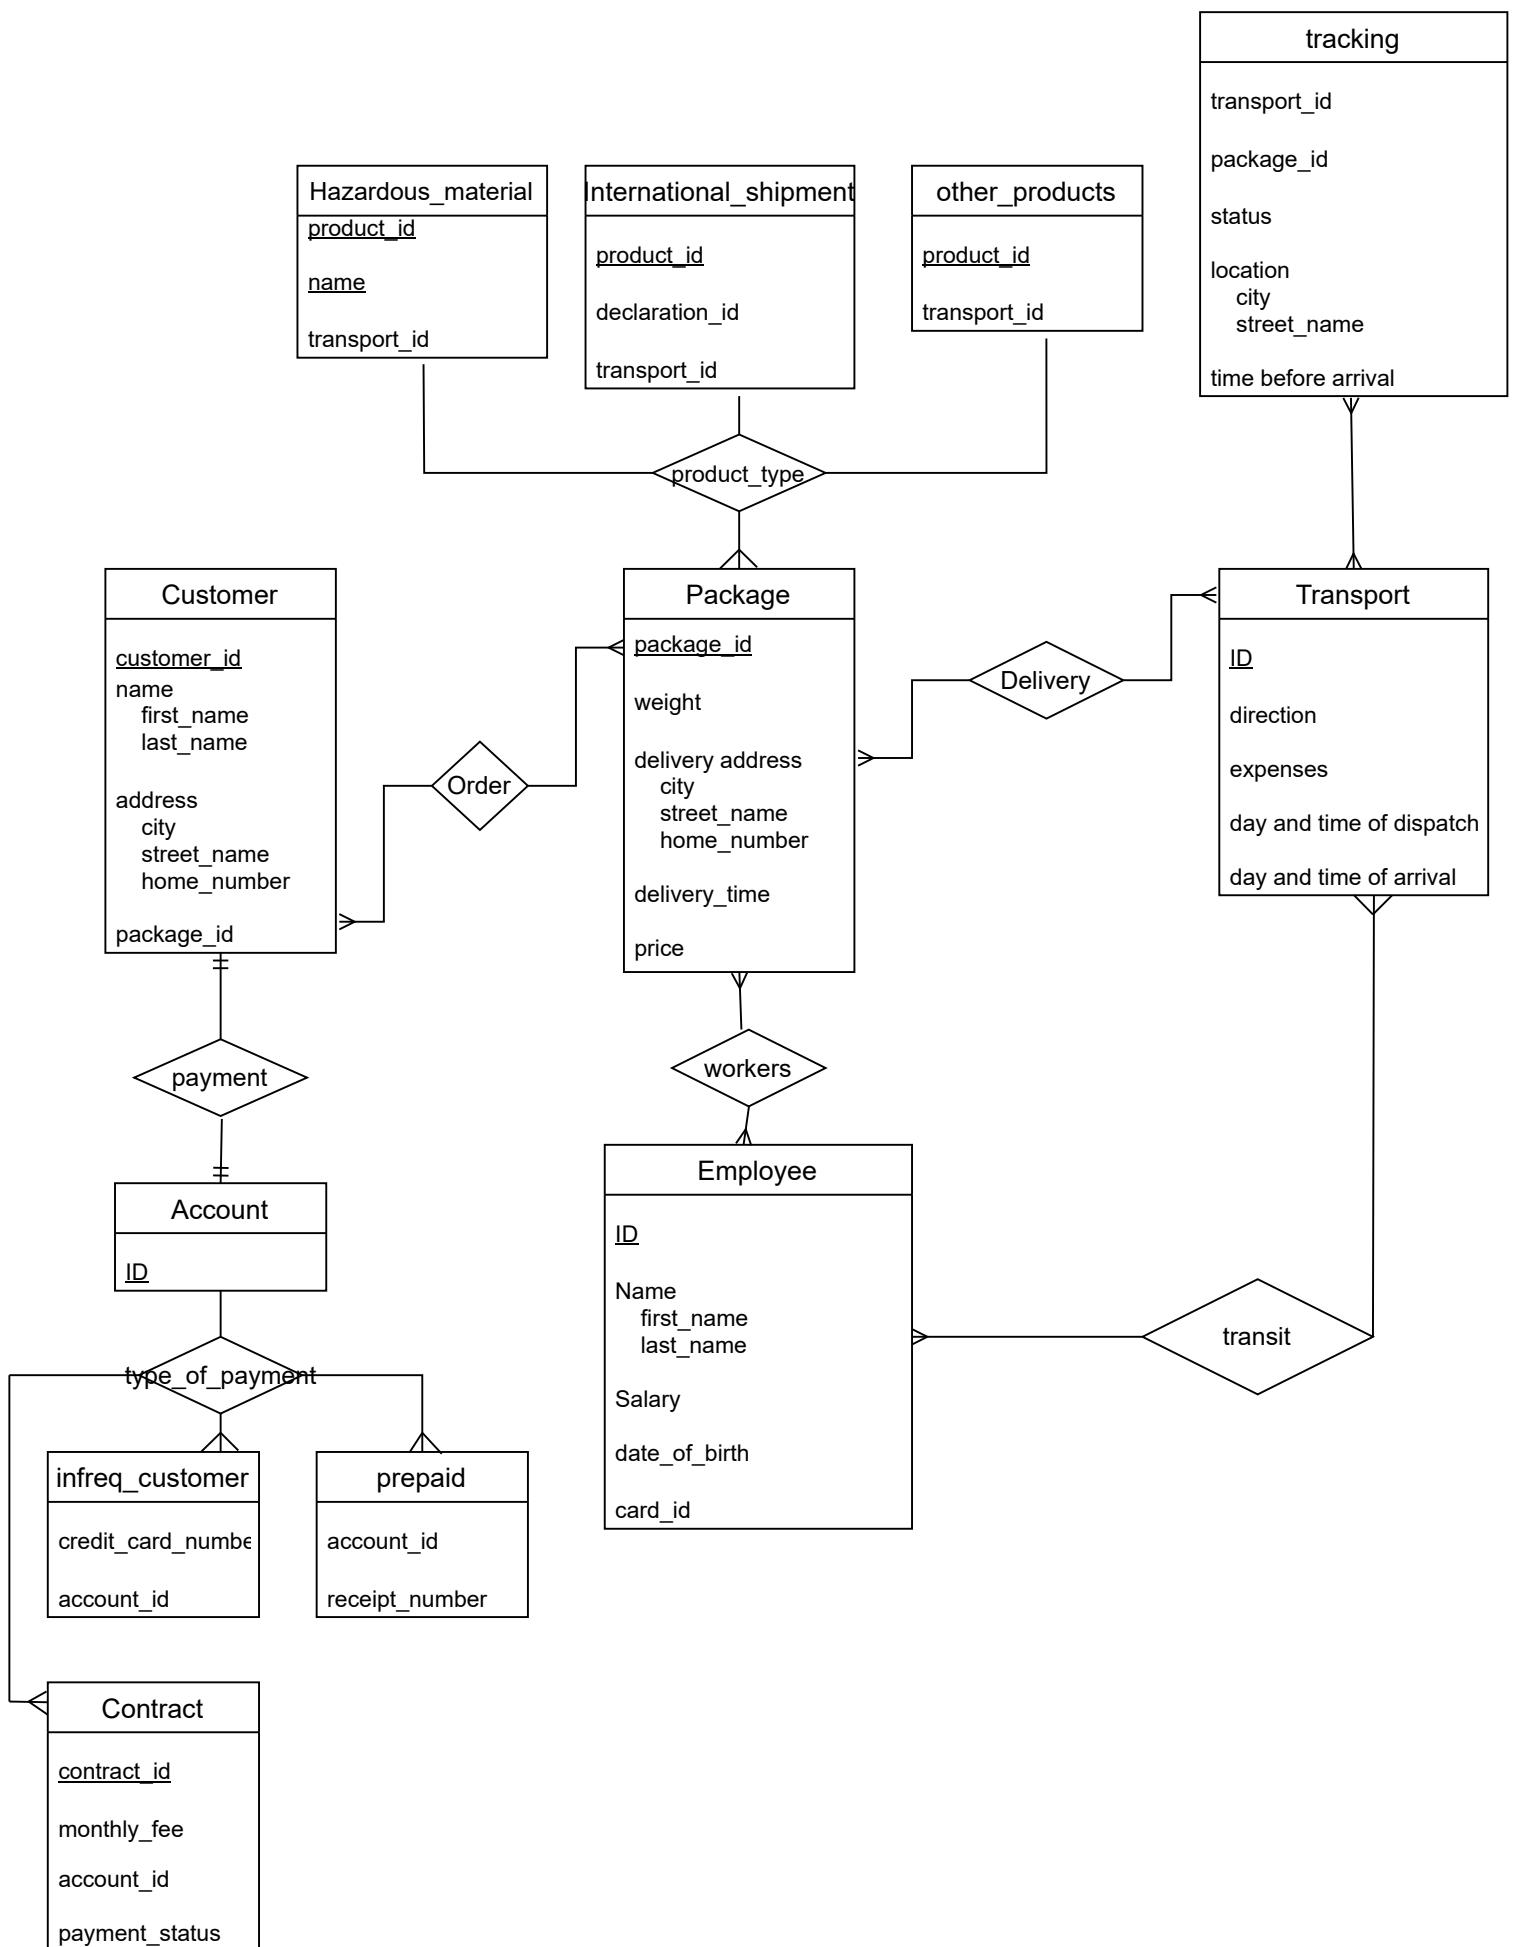 tracking
transport_id
package_id
status
location
city
street_name
time before arrival
Hazardous_material
product_id
name
transport_id
International_shipment
product_id
declaration_id
transport_id
other_products
product_id
transport_id
product_type
Customer
customer_id
name
first_name
last_name
address
city
street_name
home_number
package_id
Order
Package
package_id
weight
delivery address
city
street_name
home_number
delivery_time
price
Delivery
Transport
ID
direction
expenses
day and time of dispatch
day and time of arrival
payment
workers
Account
ID
Employee
ID
Name
first_name
last_name
Salary
date_of_birth
card_id
transit
type_of_payment
infreq_customer
credit_card_numbe
account_id
prepaid
account_id
receipt_number
Contract
contract_id
monthly_fee
account_id
payment_status